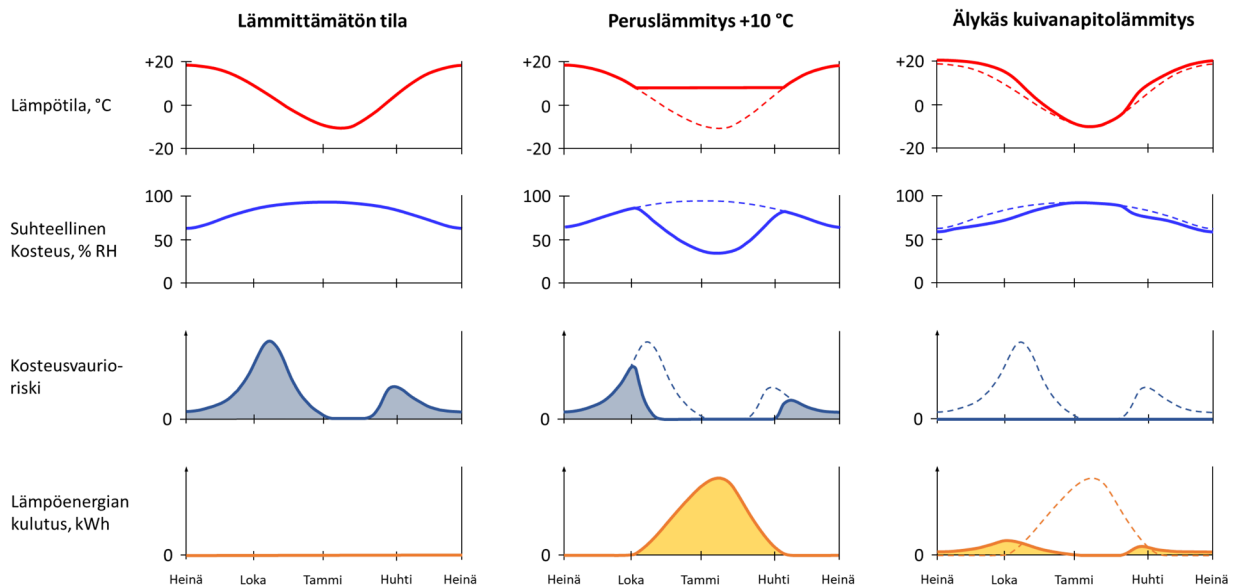 Lämmittämätön tila
Peruslämmitys +10 °C
Älykäs kuivanapitolämmitys
Lämpötila, °C
+20
0
-20
+20
0
-20
+20
0
-20
Suhteellinen
Kosteus, % RH
100
50
0
100
50
0
100
50
0
Kosteusvaurio-
riski
0
0
0
Lämpöenergian
kulutus, kWh
0
0
0
Heinä Loka Tammi Huhti Heinä
Heinä Loka Tammi Huhti Heinä
Heinä Loka Tammi Huhti Heinä